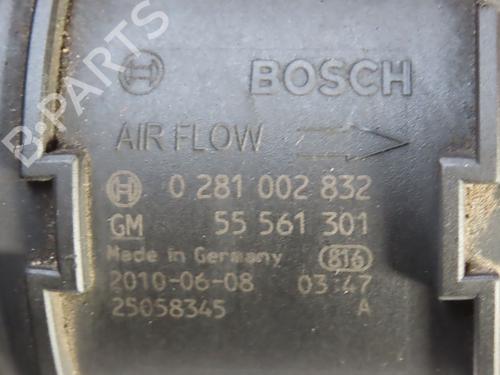 BOSCH
AIR FLOW
0 281 002 832
GM 55 561 301
Made in Germany 816
2010-06-08 03:47
25058345 A
B-PARTS